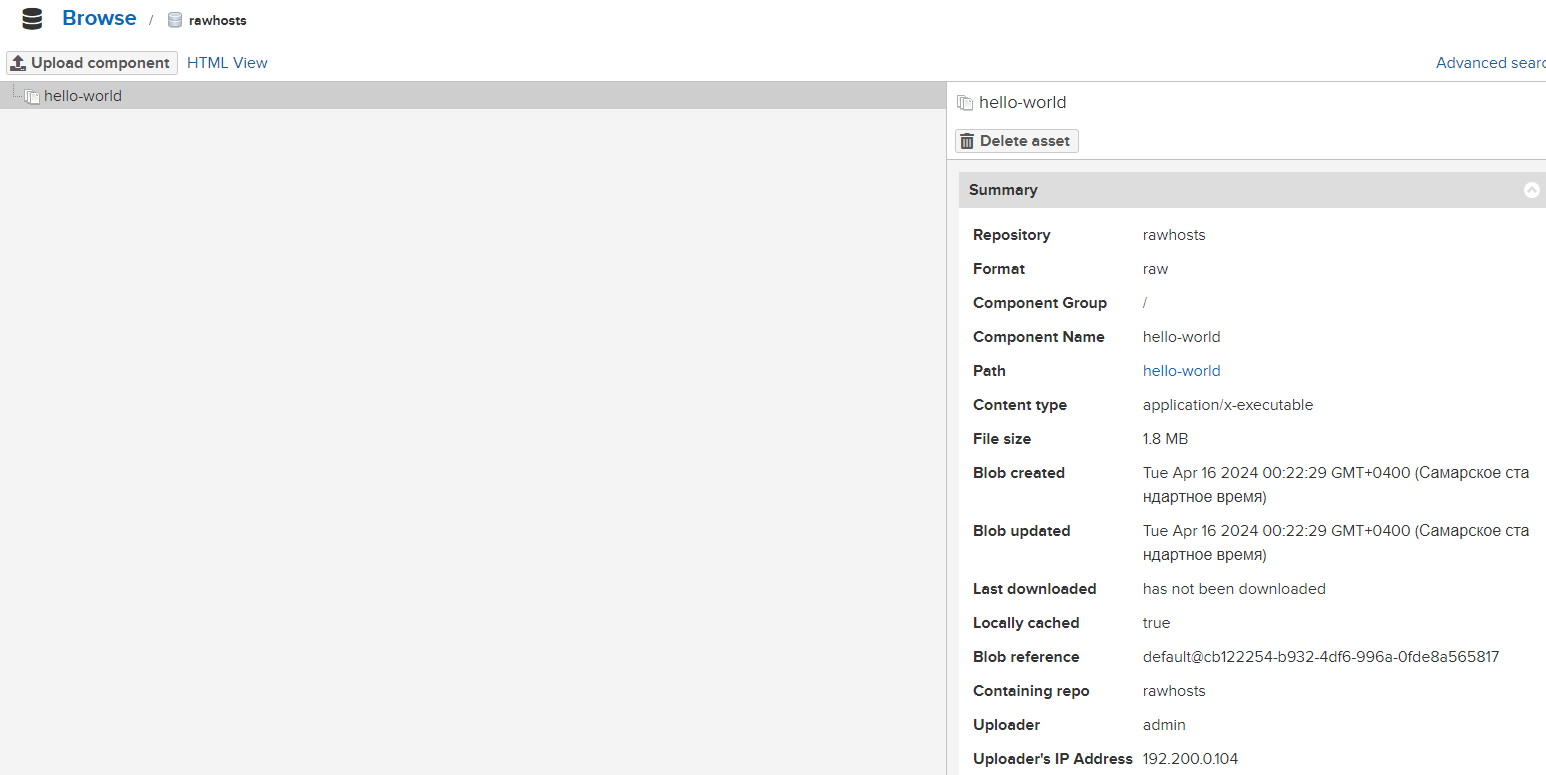 Browse / rawhosts
Upload component HTML View Advanced searc
hello-world
hello-world
Delete asset
Summary
Repository rawhosts
Format raw
Component Group /
Component Name hello-world
Path hello-world
Content type application/x-executable
File size 1.8 MB
Blob created Tue Apr 16 2024 00:22:29 GMT+0400 (Самарское ста
ндартное время)
Blob updated Tue Apr 16 2024 00:22:29 GMT+0400 (Самарское ста
ндартное время)
Last downloaded has not been downloaded
Locally cached true
Blob reference default@cb122254-b932-4df6-996a-0fde8a565817
Containing repo rawhosts
Uploader admin
Uploader's IP Address 192.200.0.104